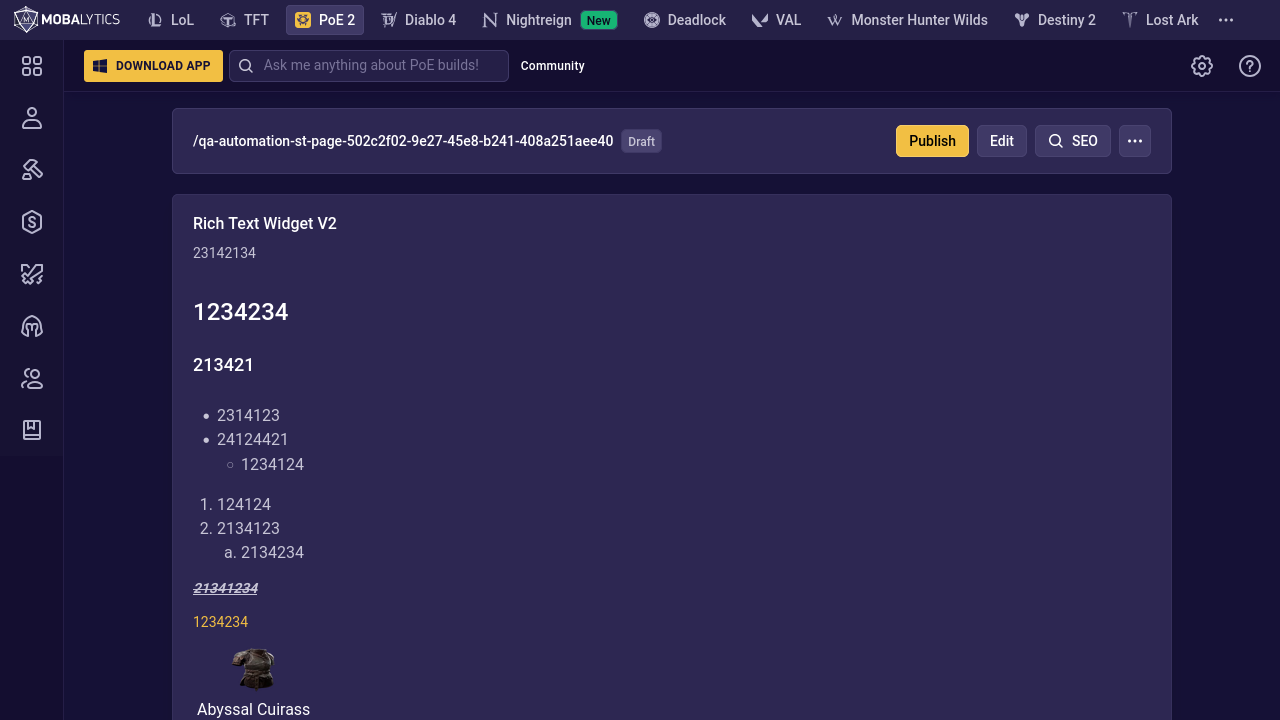 MOBALYTICS LoL TFT PoE 2 Diablo 4 Nightreign New Deadlock VAL Monster Hunter Wilds Destiny 2 Lost Ark
DOWNLOAD APP Ask me anything about PoE builds! Community
/qa-automation-st-page-502c2f02-9e27-45e8-b241-408a251aee40 Draft Publish Edit SEO
Rich Text Widget V2
23142134
1234234
213421
• 2314123
• 24124421
○ 1234124
1. 124124
2. 2134123
a. 2134234
21341234
1234234
Abyssal Cuirass